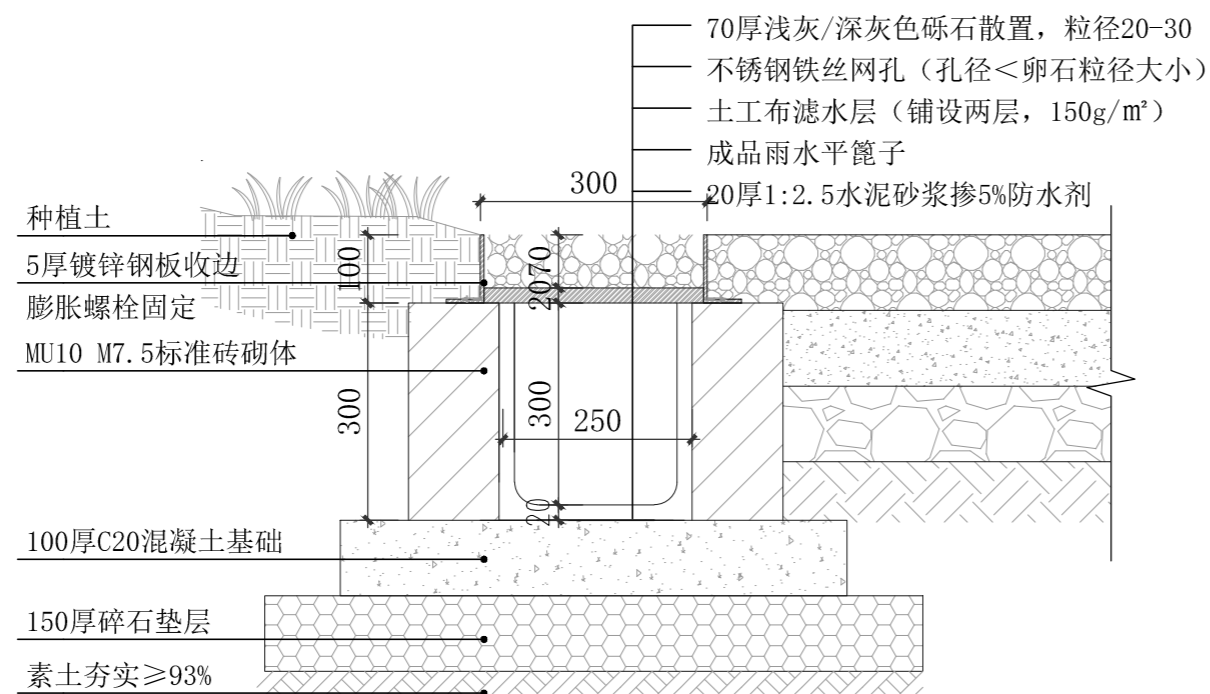 70厚浅灰/深灰色砾石散置，粒径20-30
不锈钢铁丝网孔（孔径＜卵石粒径大小）
土工布滤水层（铺设两层，150g/㎡）
成品雨水平篦子
300
20厚1:2.5水泥砂浆掺5%防水剂
种植土
5厚镀锌钢板收边
100
70
20
膨胀螺栓固定
MU10 M7.5标准砖砌体
300
300
250
20
100厚C20混凝土基础
150厚碎石垫层
素土夯实≥93%